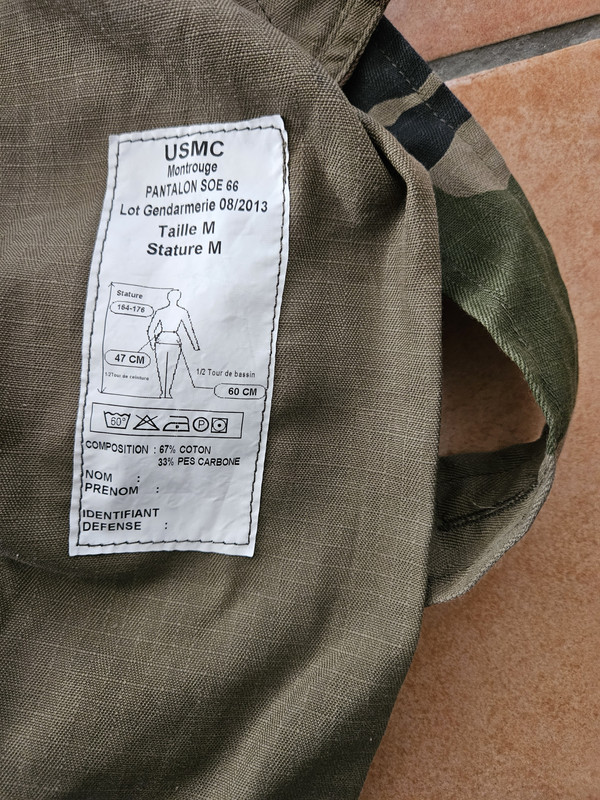 USMC
Montrouge
PANTALON SOE 66
Lot Gendarmerie 08/2013
Taille M
Stature M
Stature
164-176
47 CM
1/2 Tour de ceinture
1/2 Tour de bassin
60 CM
60° P
COMPOSITION : 67% COTON
33% PES CARBONE
NOM :
PRENOM :
IDENTIFIANT
DEFENSE :